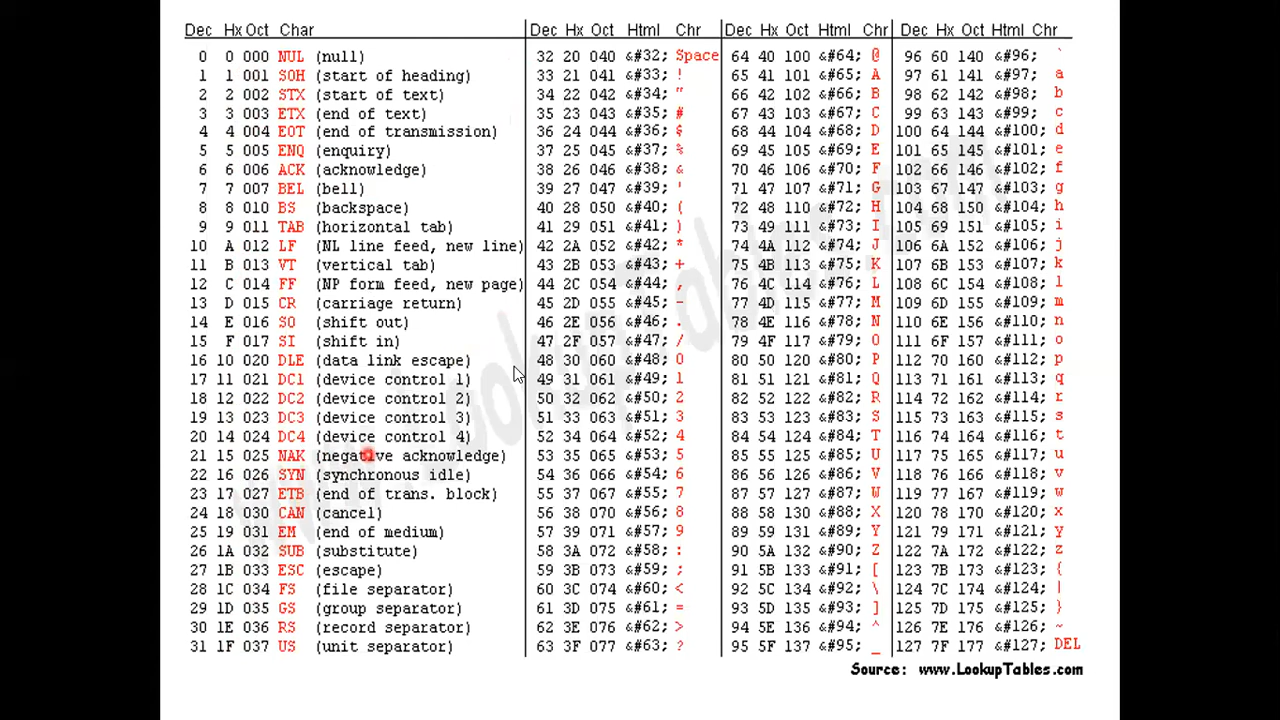 Dec Hx Oct Char Dec Hx Oct Html Chr Dec Hx Oct Html Chr Dec Hx Oct Html Chr
0 0 000 NUL (null) 32 20 040 &#32; Space 64 40 100 &#64; @ 96 60 140 &#96; `
1 1 001 SOH (start of heading) 33 21 041 &#33; ! 65 41 101 &#65; A 97 61 141 &#97; a
2 2 002 STX (start of text) 34 22 042 &#34; " 66 42 102 &#66; B 98 62 142 &#98; b
3 3 003 ETX (end of text) 35 23 043 &#35; # 67 43 103 &#67; C 99 63 143 &#99; c
4 4 004 EOT (end of transmission) 36 24 044 &#36; $ 68 44 104 &#68; D 100 64 144 &#100; d
5 5 005 ENQ (enquiry) 37 25 045 &#37; % 69 45 105 &#69; E 101 65 145 &#101; e
6 6 006 ACK (acknowledge) 38 26 046 &#38; & 70 46 106 &#70; F 102 66 146 &#102; f
7 7 007 BEL (bell) 39 27 047 &#39; ' 71 47 107 &#71; G 103 67 147 &#103; g
8 8 010 BS (backspace) 40 28 050 &#40; ( 72 48 110 &#72; H 104 68 150 &#104; h
9 9 011 TAB (horizontal tab) 41 29 051 &#41; ) 73 49 111 &#73; I 105 69 151 &#105; i
10 A 012 LF (NL line feed, new line) 42 2A 052 &#42; * 74 4A 112 &#74; J 106 6A 152 &#106; j
11 B 013 VT (vertical tab) 43 2B 053 &#43; + 75 4B 113 &#75; K 107 6B 153 &#107; k
12 C 014 FF (NP form feed, new page) 44 2C 054 &#44; , 76 4C 114 &#76; L 108 6C 154 &#108; l
13 D 015 CR (carriage return) 45 2D 055 &#45; - 77 4D 115 &#77; M 109 6D 155 &#109; m
14 E 016 SO (shift out) 46 2E 056 &#46; . 78 4E 116 &#78; N 110 6E 156 &#110; n
15 F 017 SI (shift in) 47 2F 057 &#47; / 79 4F 117 &#79; O 111 6F 157 &#111; o
16 10 020 DLE (data link escape) 48 30 060 &#48; 0 80 50 120 &#80; P 112 70 160 &#112; p
17 11 021 DC1 (device control 1) 49 31 061 &#49; 1 81 51 121 &#81; Q 113 71 161 &#113; q
18 12 022 DC2 (device control 2) 50 32 062 &#50; 2 82 52 122 &#82; R 114 72 162 &#114; r
19 13 023 DC3 (device control 3) 51 33 063 &#51; 3 83 53 123 &#83; S 115 73 163 &#115; s
20 14 024 DC4 (device control 4) 52 34 064 &#52; 4 84 54 124 &#84; T 116 74 164 &#116; t
21 15 025 NAK (negative acknowledge) 53 35 065 &#53; 5 85 55 125 &#85; U 117 75 165 &#117; u
22 16 026 SYN (synchronous idle) 54 36 066 &#54; 6 86 56 126 &#86; V 118 76 166 &#118; v
23 17 027 ETB (end of trans. block) 55 37 067 &#55; 7 87 57 127 &#87; W 119 77 167 &#119; w
24 18 030 CAN (cancel) 56 38 070 &#56; 8 88 58 130 &#88; X 120 78 170 &#120; x
25 19 031 EM (end of medium) 57 39 071 &#57; 9 89 59 131 &#89; Y 121 79 171 &#121; y
26 1A 032 SUB (substitute) 58 3A 072 &#58; : 90 5A 132 &#90; Z 122 7A 172 &#122; z
27 1B 033 ESC (escape) 59 3B 073 &#59; ; 91 5B 133 &#91; [ 123 7B 173 &#123; {
28 1C 034 FS (file separator) 60 3C 074 &#60; < 92 5C 134 &#92; \ 124 7C 174 &#124; |
29 1D 035 GS (group separator) 61 3D 075 &#61; = 93 5D 135 &#93; ] 125 7D 175 &#125; }
30 1E 036 RS (record separator) 62 3E 076 &#62; > 94 5E 136 &#94; ^ 126 7E 176 &#126; ~
31 1F 037 US (unit separator) 63 3F 077 &#63; ? 95 5F 137 &#95; _ 127 7F 177 &#127; DEL
Source: www.LookupTables.com
www.LookupTables.com